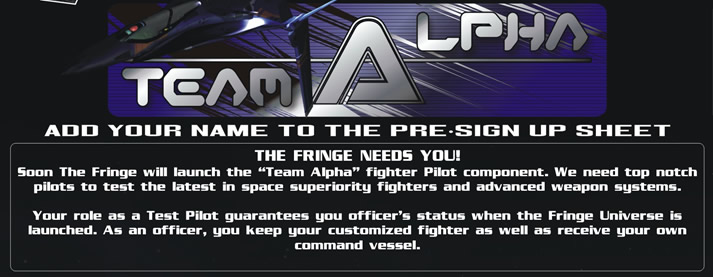 TEAM ALPHA
ADD YOUR NAME TO THE PRE·SIGN UP SHEET
THE FRINGE NEEDS YOU!
Soon The Fringe will launch the “Team Alpha” fighter Pilot component. We need top notch
pilots to test the latest in space superiority fighters and advanced weapon systems.
Your role as a Test Pilot guarantees you officer's status when the Fringe Universe is
launched. As an officer, you keep your customized fighter as well as receive your own
command vessel.